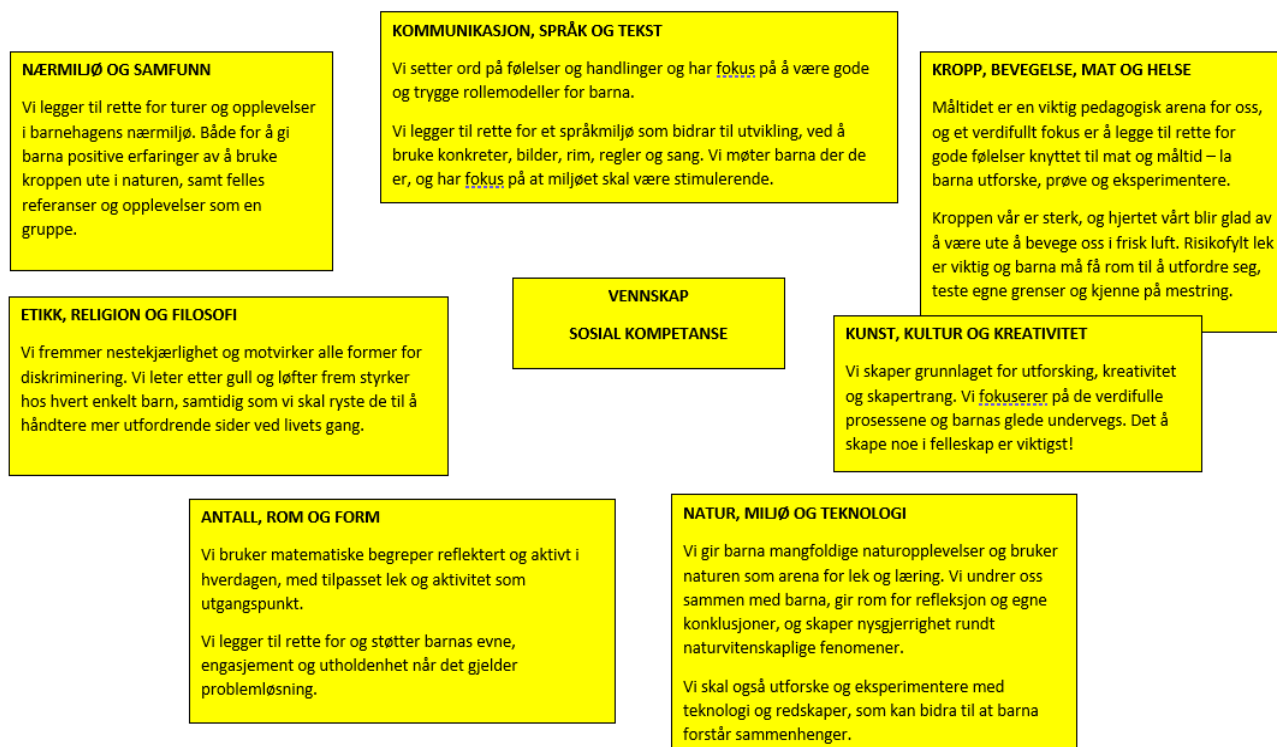 KOMMUNIKASJON, SPRÅK OG TEKST
Vi setter ord på følelser og handlinger og har fokus på å være gode
og trygge rollemodeller for barna.
Vi legger til rette for et språkmiljø som bidrar til utvikling, ved å
bruke konkreter, bilder, rim, regler og sang. Vi møter barna der de
er, og har fokus på at miljøet skal være stimulerende.
NÆRMILJØ OG SAMFUNN
Vi legger til rette for turer og opplevelser
i barnehagens nærmiljø. Både for å gi
barna positive erfaringer av å bruke
kroppen ute i naturen, samt felles
referanser og opplevelser som en
gruppe.
KROPP, BEVEGELSE, MAT OG HELSE
Måltidet er en viktig pedagogisk arena for oss,
og et verdifullt fokus er å legge til rette for
gode følelser knyttet til mat og måltid – la
barna utforske, prøve og eksperimentere.
Kroppen vår er sterk, og hjertet vårt blir glad av
å være ute å bevege oss i frisk luft. Risikofylt lek
er viktig og barna må få rom til å utfordre seg,
teste egne grenser og kjenne på mestring.
VENNSKAP
SOSIAL KOMPETANSE
ETIKK, RELIGION OG FILOSOFI
Vi fremmer nestekjærlighet og motvirker alle former for
diskriminering. Vi leter etter gull og løfter frem styrker
hos hvert enkelt barn, samtidig som vi skal ryste de til å
håndtere mer utfordrende sider ved livets gang.
KUNST, KULTUR OG KREATIVITET
Vi skaper grunnlaget for utforsking, kreativitet
og skapertrang. Vi fokuserer på de verdifulle
prosessene og barnas glede undervegs. Det å
skape noe i felleskap er viktigst!
ANTALL, ROM OG FORM
Vi bruker matematiske begreper reflektert og aktivt i
hverdagen, med tilpasset lek og aktivitet som
utgangspunkt.
Vi legger til rette for og støtter barnas evne,
engasjement og utholdenhet når det gjelder
problemløsning.
NATUR, MILJØ OG TEKNOLOGI
Vi gir barna mangfoldige naturopplevelser og bruker
naturen som arena for lek og læring. Vi undrer oss
sammen med barna, gir rom for refleksjon og egne
konklusjoner, og skaper nysgjerrighet rundt
naturvitenskaplige fenomener.
Vi skal også utforske og eksperimentere med
teknologi og redskaper, som kan bidra til at barna
forstår sammenhenger.